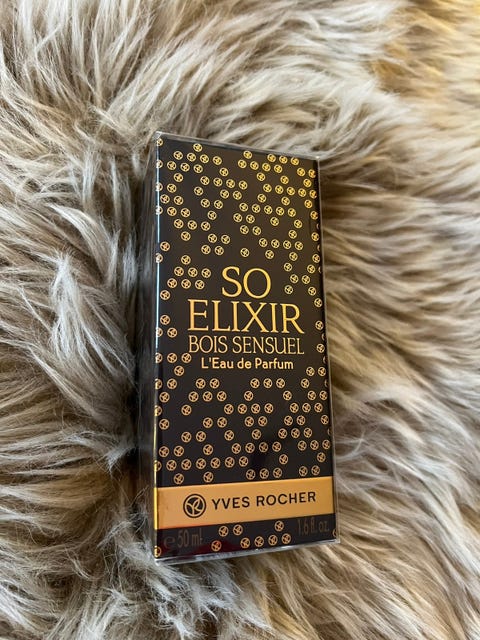 SO
ELIXIR
BOIS SENSUEL
L'Eau de Parfum
YVES ROCHER
e 50 ml - 1.6 fl. oz.